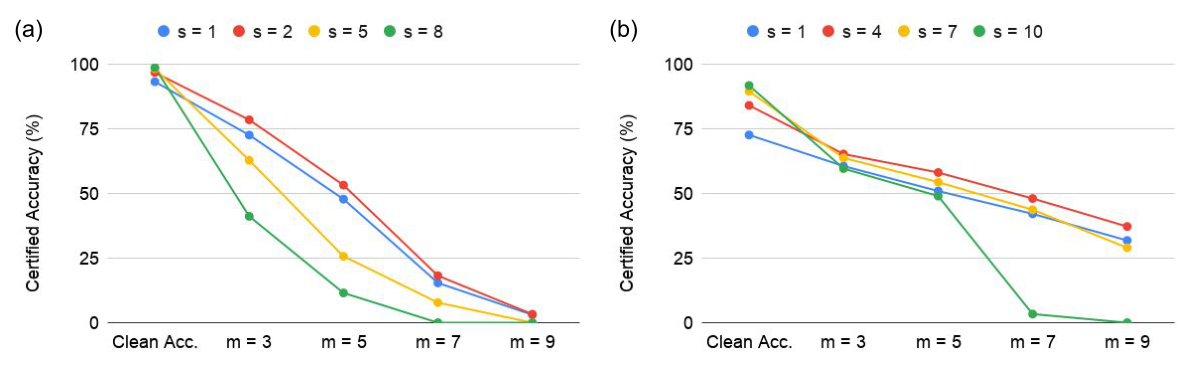 (a)
s = 1 s = 2 s = 5 s = 8
Certified Accuracy (%)
100
75
50
25
0
Clean Acc. m = 3 m = 5 m = 7 m = 9
(b)
s = 1 s = 4 s = 7 s = 10
Certified Accuracy (%)
100
75
50
25
0
Clean Acc. m = 3 m = 5 m = 7 m = 9